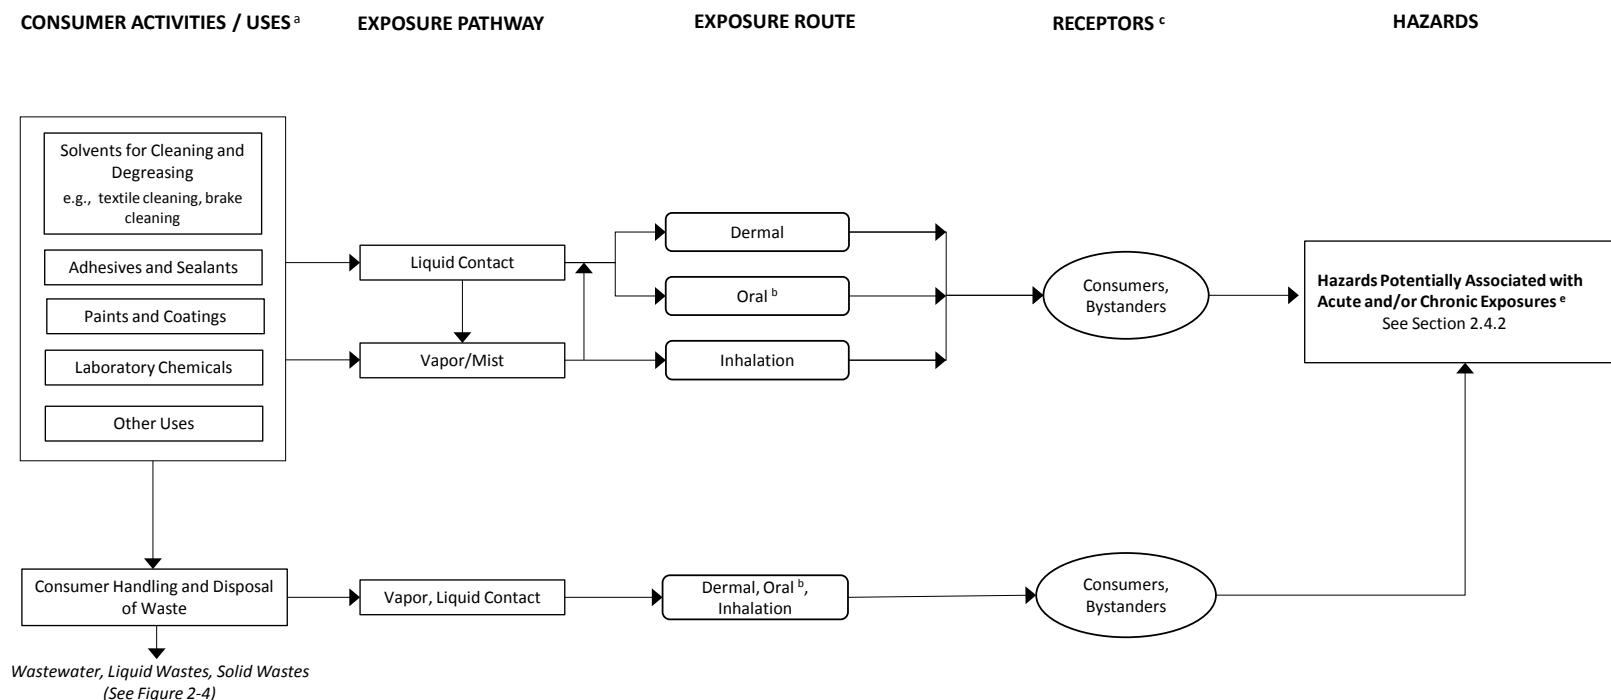 CONSUMER ACTIVITIES / USES a
EXPOSURE PATHWAY
EXPOSURE ROUTE
RECEPTORS c
HAZARDS
Solvents for Cleaning and
Degreasing
e.g., textile cleaning, brake
cleaning
Adhesives and Sealants
Paints and Coatings
Laboratory Chemicals
Other Uses
Liquid Contact
Vapor/Mist
Dermal
Oral b
Inhalation
Consumers,
Bystanders
Hazards Potentially Associated with
Acute and/or Chronic Exposures e
See Section 2.4.2
Consumer Handling and Disposal
of Waste
Vapor, Liquid Contact
Dermal, Oral b,
Inhalation
Consumers,
Bystanders
Wastewater, Liquid Wastes, Solid Wastes
(See Figure 2-4)